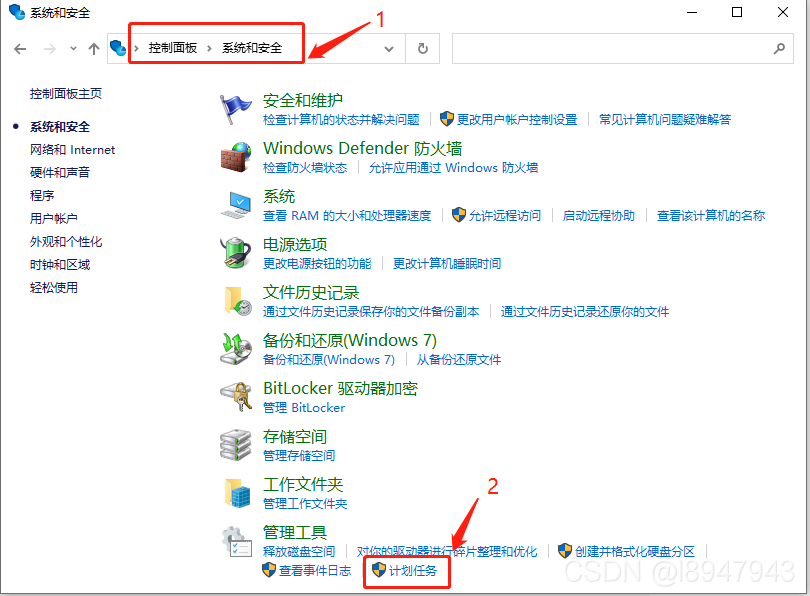 系统和安全
1
控制面板 › 系统和安全
控制面板主页
系统和安全
网络和 Internet
硬件和声音
程序
用户帐户
外观和个性化
时钟和区域
轻松使用
安全和维护
检查计算机的状态并解决问题 更改用户帐户控制设置 常见计算机问题疑难解答
Windows Defender 防火墙
检查防火墙状态 允许应用通过 Windows 防火墙
系统
查看 RAM 的大小和处理器速度 允许远程访问 启动远程协助 查看该计算机的名称
电源选项
更改电源按钮的功能 更改计算机睡眠时间
文件历史记录
通过文件历史记录保存你的文件备份副本 通过文件历史记录还原你的文件
备份和还原(Windows 7)
备份和还原(Windows 7) 从备份还原文件
BitLocker 驱动器加密
管理 BitLocker
存储空间
管理存储空间
工作文件夹
管理工作文件夹
2
管理工具
释放磁盘空间 对你的驱动器进行碎片整理和优化 创建并格式化硬盘分区
查看事件日志 计划任务
CSDN @l8947943